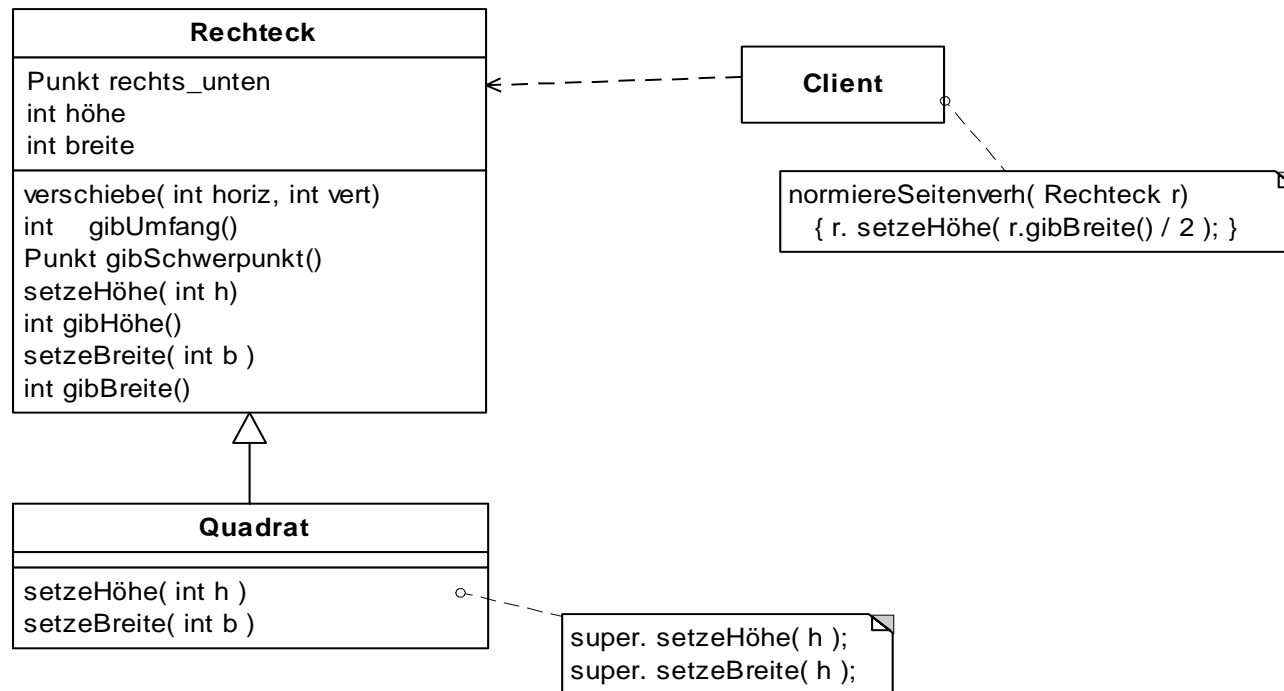 Rechteck
Punkt rechts_unten
int höhe
int breite
verschiebe( int horiz, int vert)
int gibUmfang()
Punkt gibSchwerpunkt()
setzeHöhe( int h)
int gibHöhe()
setzeBreite( int b )
int gibBreite()
Client
normiereSeitenverh( Rechteck r)
{ r. setzeHöhe( r.gibBreite() / 2 ); }
Quadrat
setzeHöhe( int h )
setzeBreite( int b )
super. setzeHöhe( h );
super. setzeBreite( h );